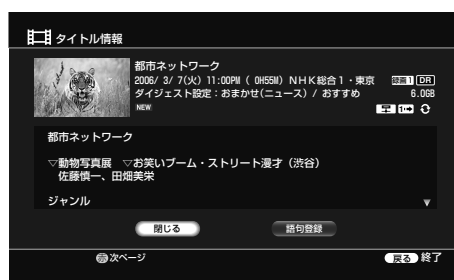 タイトル情報
都市ネットワーク
2006/ 3/ 7(火) 11:00PM ( 0H55M) NHK総合1・東京 録画1 DR
ダイジェスト設定：おまかせ(ニュース) / おすすめ 6.0GB
NEW
都市ネットワーク
▽動物写真展 ▽お笑いブーム・ストリート漫才（渋谷）
佐藤慎一、田畑美栄
ジャンル
閉じる 語句登録
次ページ 戻る 終了